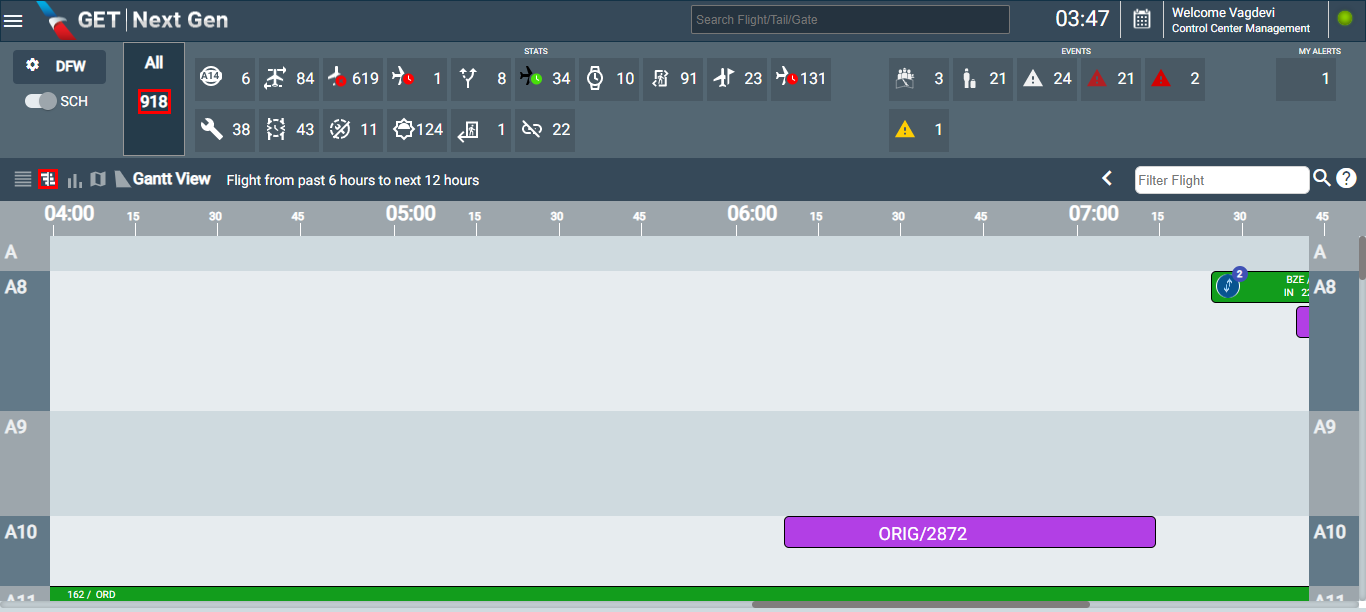 GET | Next Gen
Search Flight/Tail/Gate
03:47
Welcome Vagdevi
Control Center Management
DFW
SCH
All
918
STATS
A14 6
84
619
1
8
34
10
91
23
131
38
43
11
124
1
22
EVENTS
3
21
24
21
2
1
MY ALERTS
1
Gantt View
Flight from past 6 hours to next 12 hours
Filter Flight
?
04:00 15 30 45 05:00 15 30 45 06:00 15 30 45 07:00 15 30 45
A A
A8 2 BZE / A8
IN 22
A9 A9
A10 ORIG/2872 A10
A11 162 / ORD A11